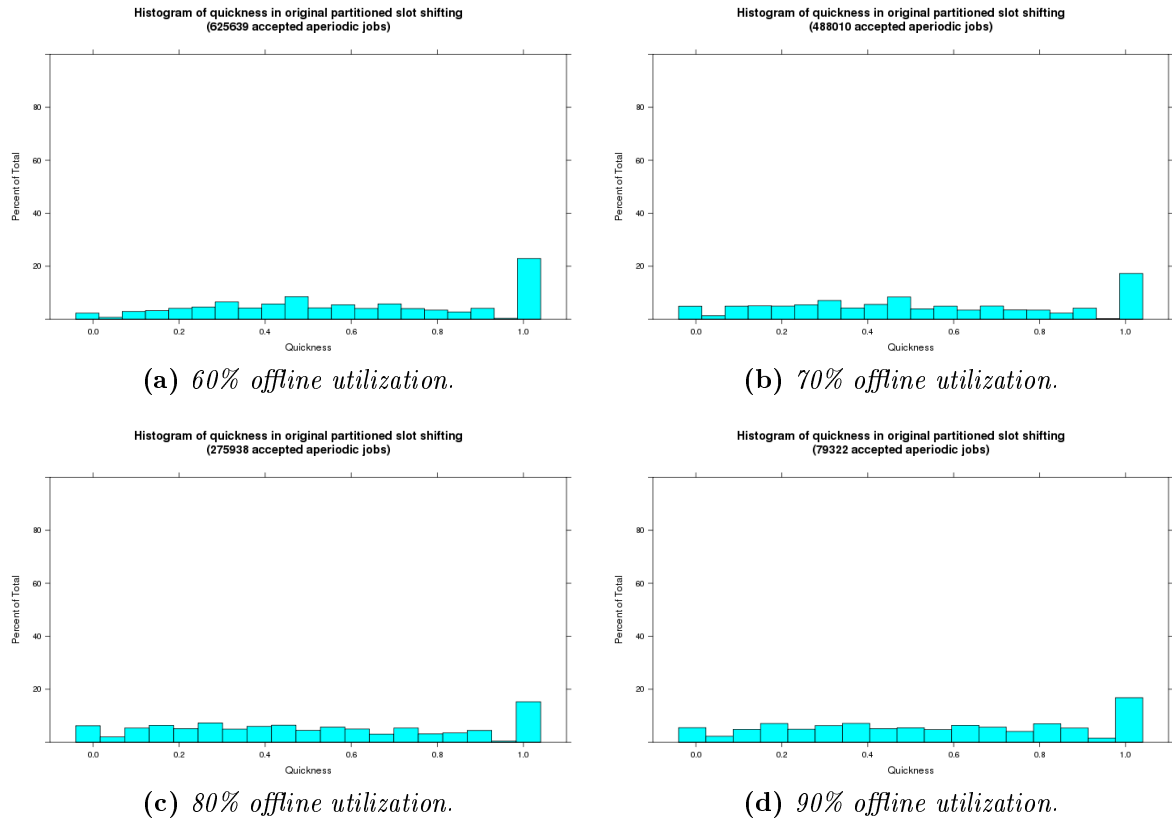 Histogram of quickness in original partitioned slot shifting
(625639 accepted aperiodic jobs)
Percent of Total
80
60
40
20
0.0 0.2 0.4 0.6 0.8 1.0
Quickness
(a) 60% offline utilization.
Histogram of quickness in original partitioned slot shifting
(488010 accepted aperiodic jobs)
Percent of Total
80
60
40
20
0.0 0.2 0.4 0.6 0.8 1.0
Quickness
(b) 70% offline utilization.
Histogram of quickness in original partitioned slot shifting
(275938 accepted aperiodic jobs)
Percent of Total
80
60
40
20
0.0 0.2 0.4 0.6 0.8 1.0
Quickness
(c) 80% offline utilization.
Histogram of quickness in original partitioned slot shifting
(79322 accepted aperiodic jobs)
Percent of Total
80
60
40
20
0.0 0.2 0.4 0.6 0.8 1.0
Quickness
(d) 90% offline utilization.